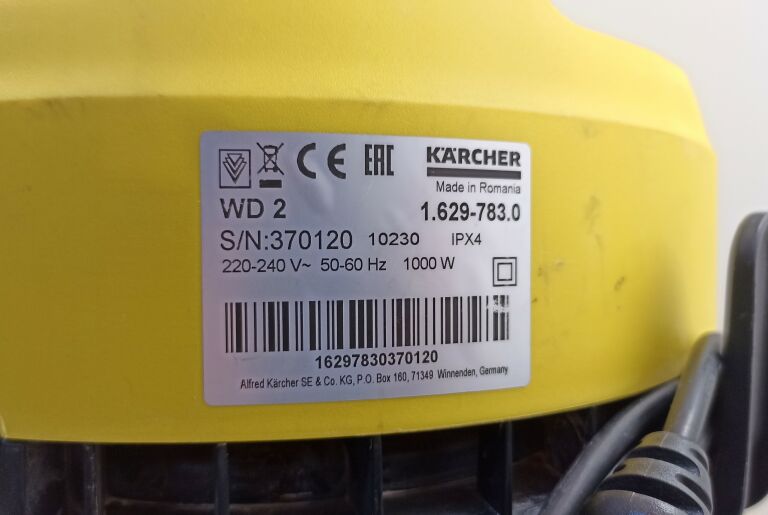 CE EAC KÄRCHER
Made in Romania
WD 2 1.629-783.0
S/N:370120 10230 IPX4
220-240 V~ 50-60 Hz 1000 W
16297830370120
Alfred Kärcher SE & Co. KG, P.O. Box 160, 71349 Winnenden, Germany